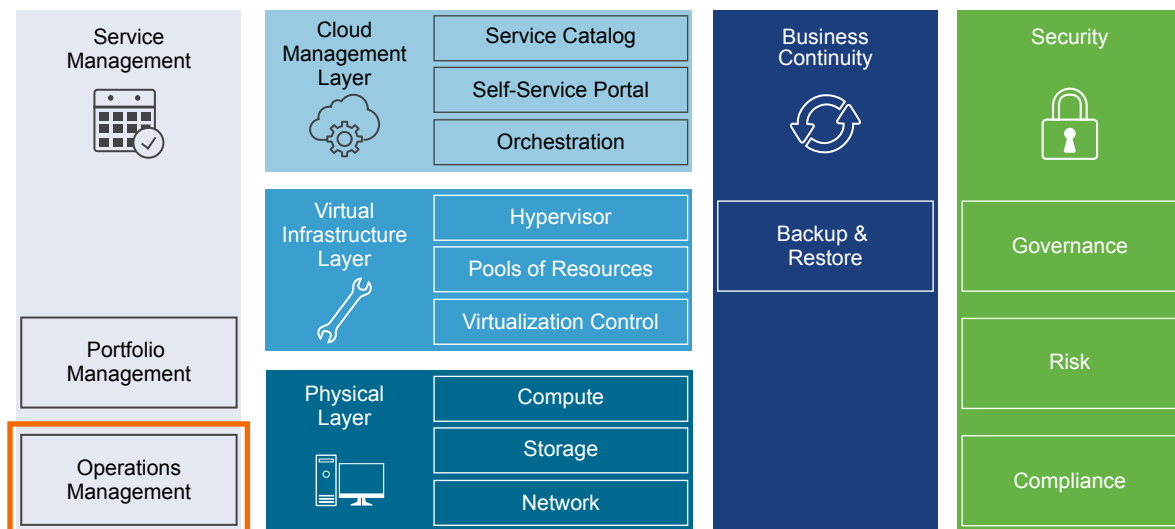 Service
Management
Portfolio
Management
Operations
Management
Cloud
Management
Layer
Service Catalog
Self-Service Portal
Orchestration
Virtual
Infrastructure
Layer
Hypervisor
Pools of Resources
Virtualization Control
Physical
Layer
Compute
Storage
Network
Business
Continuity
Backup &
Restore
Security
Governance
Risk
Compliance